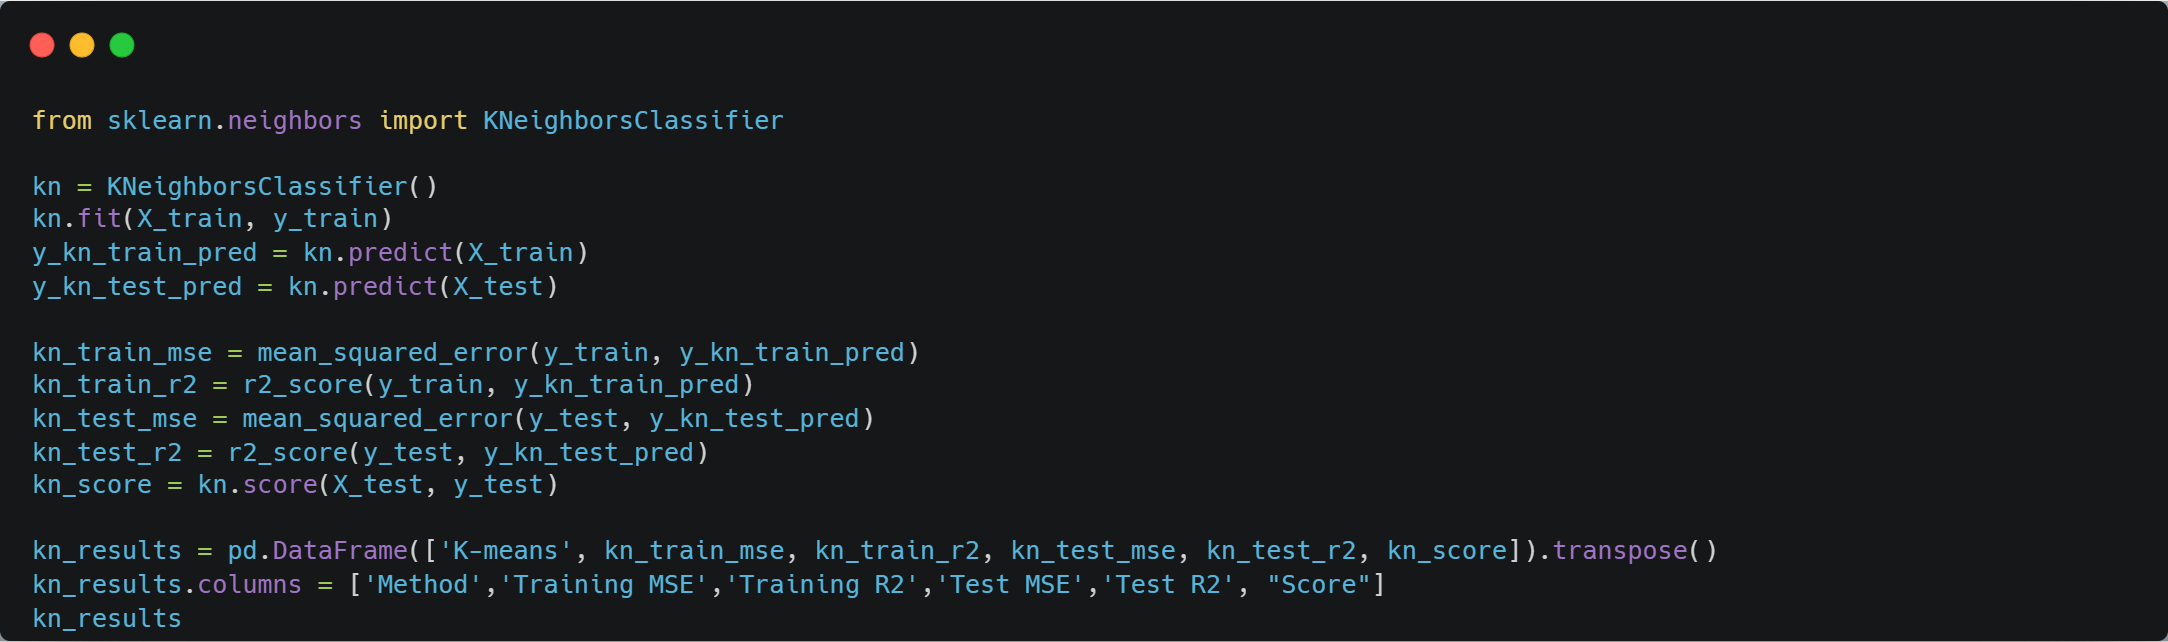 from sklearn.neighbors import KNeighborsClassifier
kn = KNeighborsClassifier()
kn.fit(X_train, y_train)
y_kn_train_pred = kn.predict(X_train)
y_kn_test_pred = kn.predict(X_test)
kn_train_mse = mean_squared_error(y_train, y_kn_train_pred)
kn_train_r2 = r2_score(y_train, y_kn_train_pred)
kn_test_mse = mean_squared_error(y_test, y_kn_test_pred)
kn_test_r2 = r2_score(y_test, y_kn_test_pred)
kn_score = kn.score(X_test, y_test)
kn_results = pd.DataFrame(['K-means', kn_train_mse, kn_train_r2, kn_test_mse, kn_test_r2, kn_score]).transpose()
kn_results.columns = ['Method','Training MSE','Training R2','Test MSE','Test R2', "Score"]
kn_results